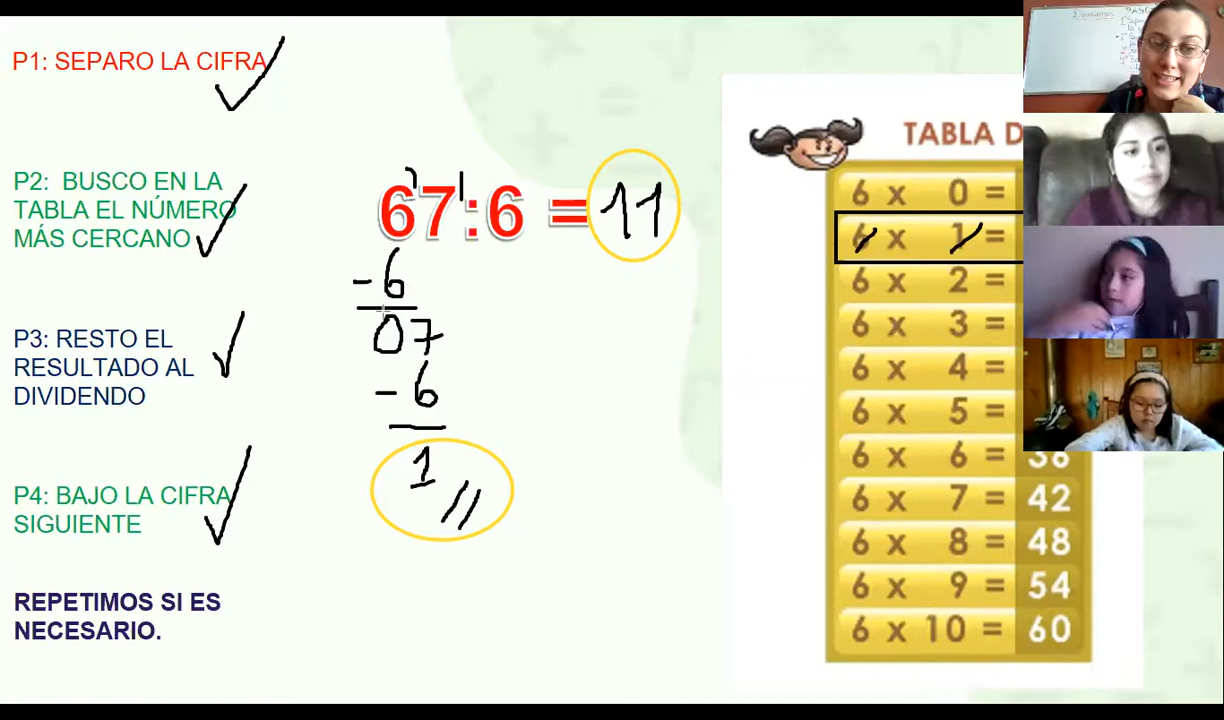 P1: SEPARO LA CIFRA
P2: BUSCO EN LA
TABLA EL NÚMERO
MÁS CERCANO
P3: RESTO EL
RESULTADO AL
DIVIDENDO
P4: BAJO LA CIFRA
SIGUIENTE
REPETIMOS SI ES
NECESARIO.
67:6 = 11
- 6
07
- 6
1
TABLA D
6 x 0 =
6 x 1 =
6 x 2 =
6 x 3 =
6 x 4 =
6 x 5 =
6 x 6 = 36
6 x 7 = 42
6 x 8 = 48
6 x 9 = 54
6 x 10 = 60